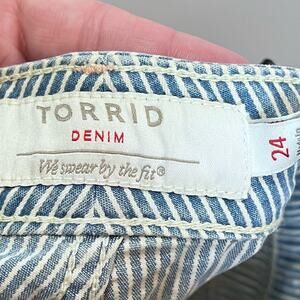 TORRID
DENIM
We swear by the fit®
24